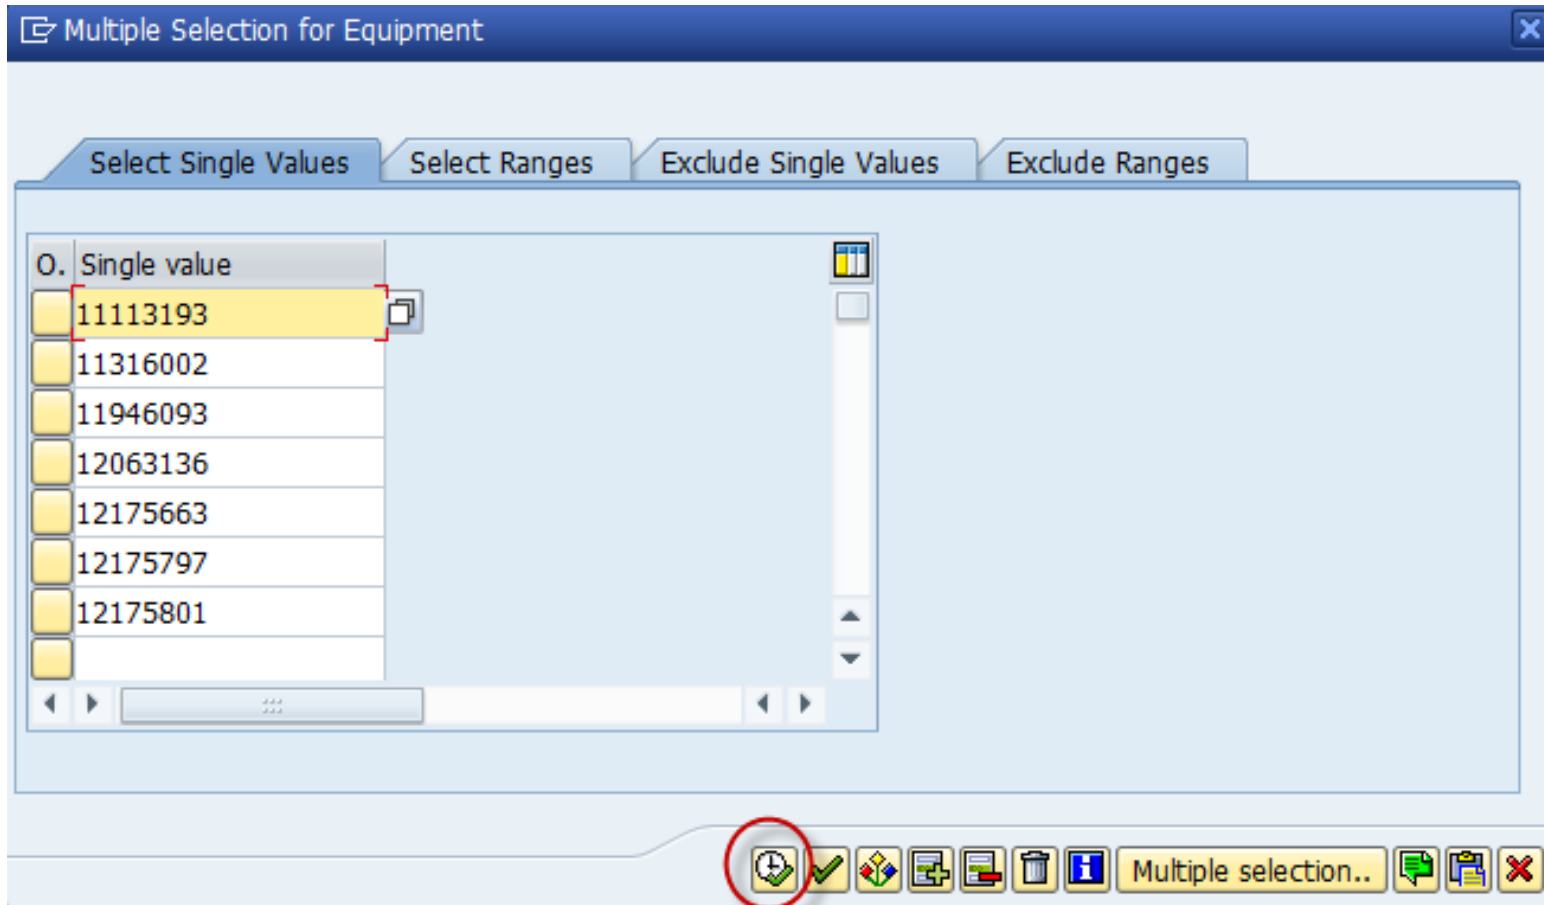 Multiple Selection for Equipment
Select Single Values Select Ranges Exclude Single Values Exclude Ranges
O. Single value
11113193
11316002
11946093
12063136
12175663
12175797
12175801
Multiple selection..